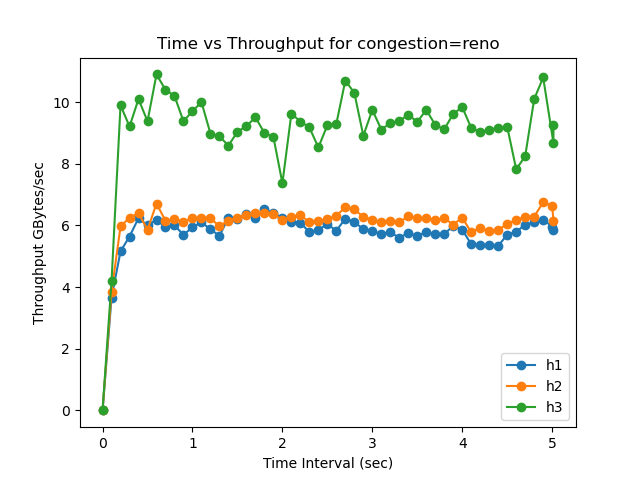 Time vs Throughput for congestion=reno
Throughput GBytes/sec
10
8
6
4
2
0
0 1 2 3 4 5
Time Interval (sec)
h1
h2
h3